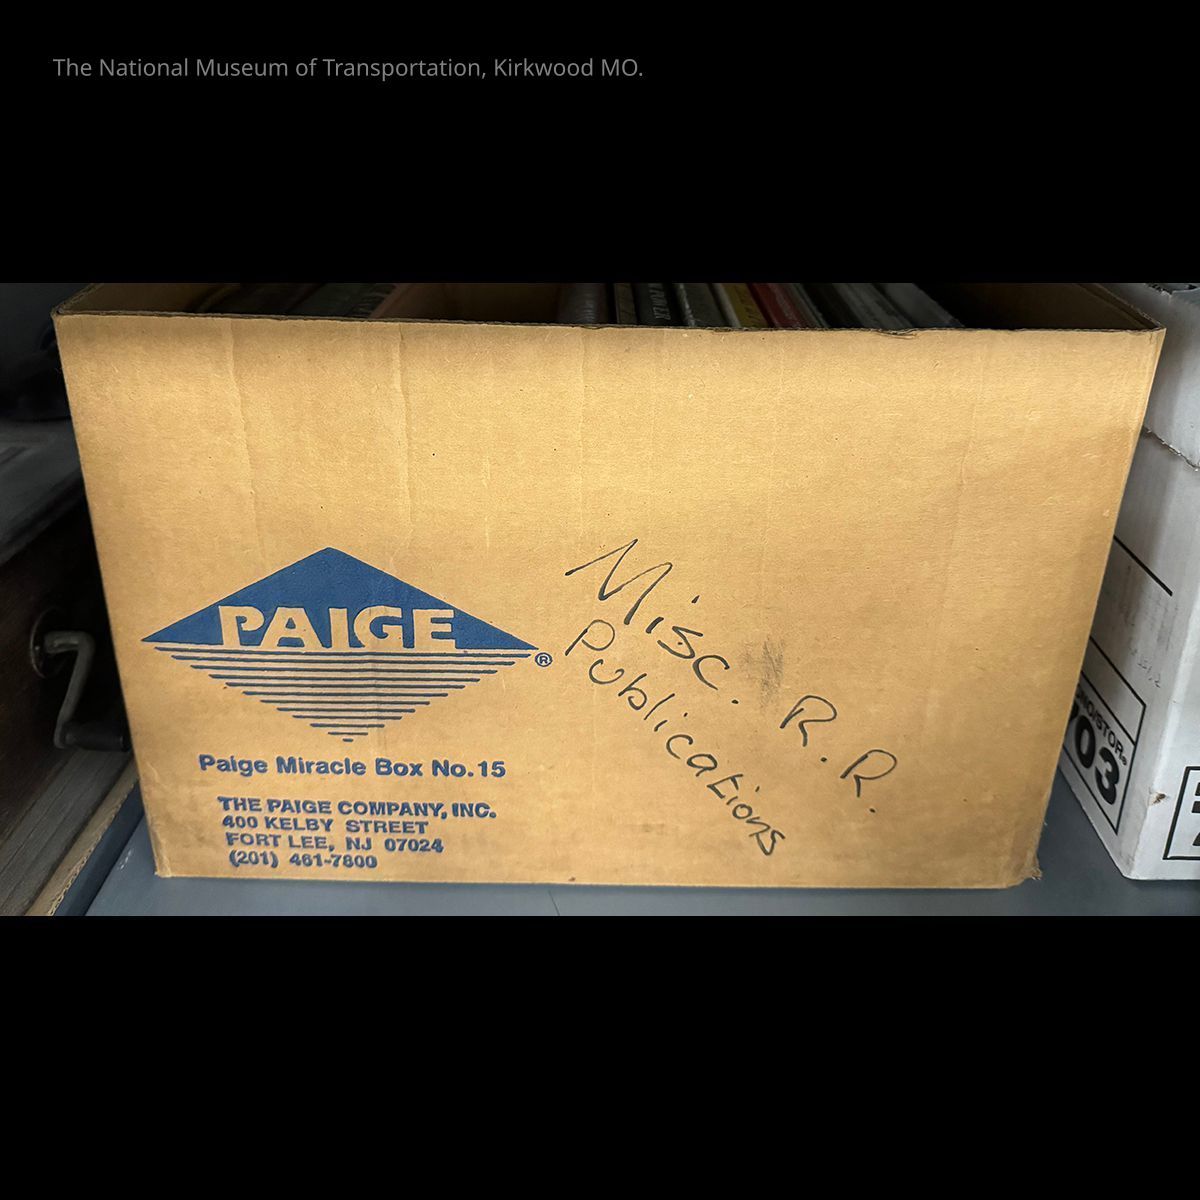 The National Museum of Transportation, Kirkwood MO.
PAIGE®
Paige Miracle Box No. 15
THE PAIGE COMPANY, INC.
400 KELBY STREET
FORT LEE, NJ 07024
(201) 461-7800
Misc. R.R.
Publications
703